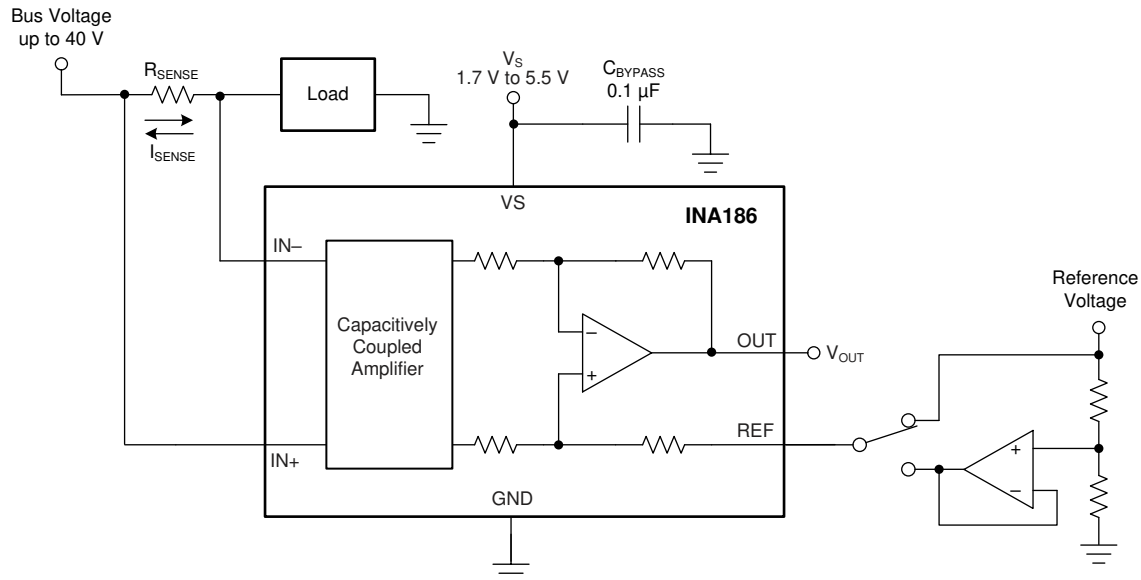 Bus Voltage
up to 40 V
RSENSE
ISENSE
Load
VS
1.7 V to 5.5 V
CBYPASS
0.1 µF
VS
INA186
IN–
Capacitively
Coupled
Amplifier
–
+
OUT
VOUT
REF
IN+
GND
Reference
Voltage
+
–